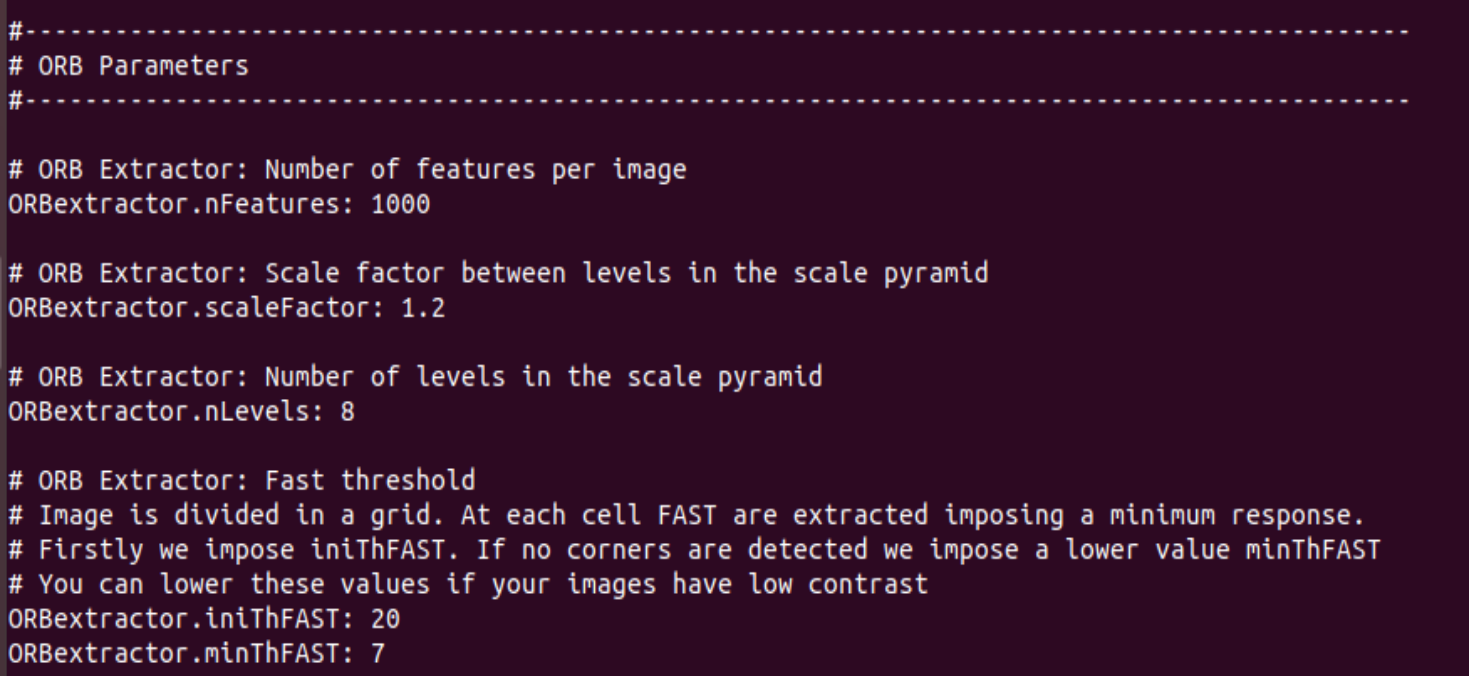 #--------------------------------------------------------------------------------------------
# ORB Parameters
#--------------------------------------------------------------------------------------------
# ORB Extractor: Number of features per image
ORBextractor.nFeatures: 1000
# ORB Extractor: Scale factor between levels in the scale pyramid
ORBextractor.scaleFactor: 1.2
# ORB Extractor: Number of levels in the scale pyramid
ORBextractor.nLevels: 8
# ORB Extractor: Fast threshold
# Image is divided in a grid. At each cell FAST are extracted imposing a minimum response.
# Firstly we impose iniThFAST. If no corners are detected we impose a lower value minThFAST
# You can lower these values if your images have low contrast
ORBextractor.iniThFAST: 20
ORBextractor.minThFAST: 7